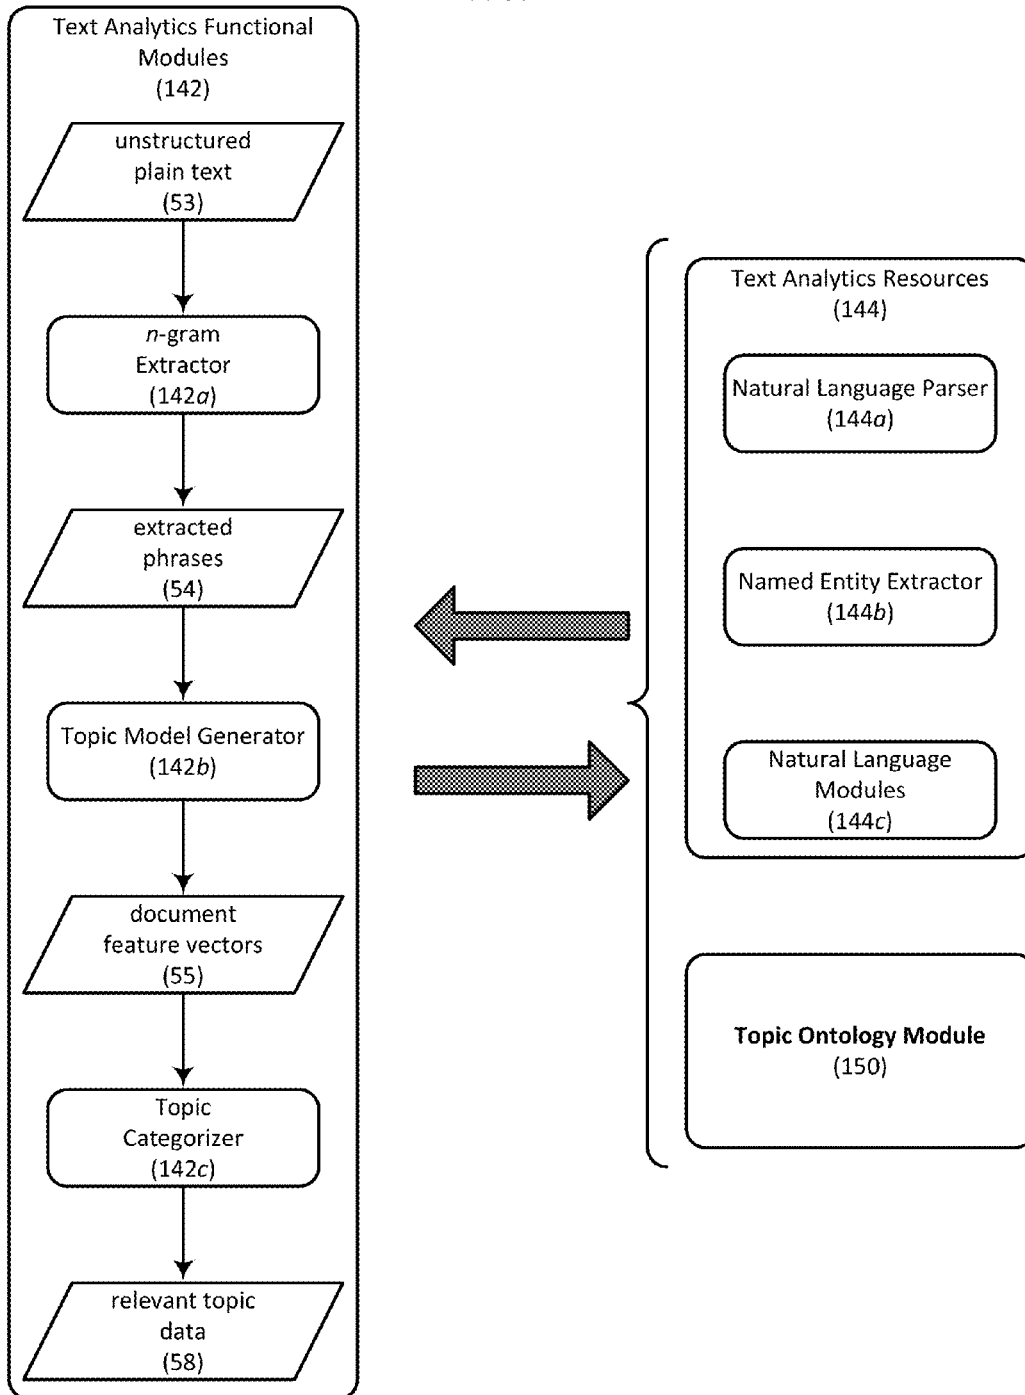 Text Analytics Functional
Modules
(142)
unstructured
plain text
(53)
n-gram
Extractor
(142a)
extracted
phrases
(54)
Topic Model Generator
(142b)
document
feature vectors
(55)
Topic
Categorizer
(142c)
relevant topic
data
(58)
Text Analytics Resources
(144)
Natural Language Parser
(144a)
Named Entity Extractor
(144b)
Natural Language
Modules
(144c)
Topic Ontology Module
(150)